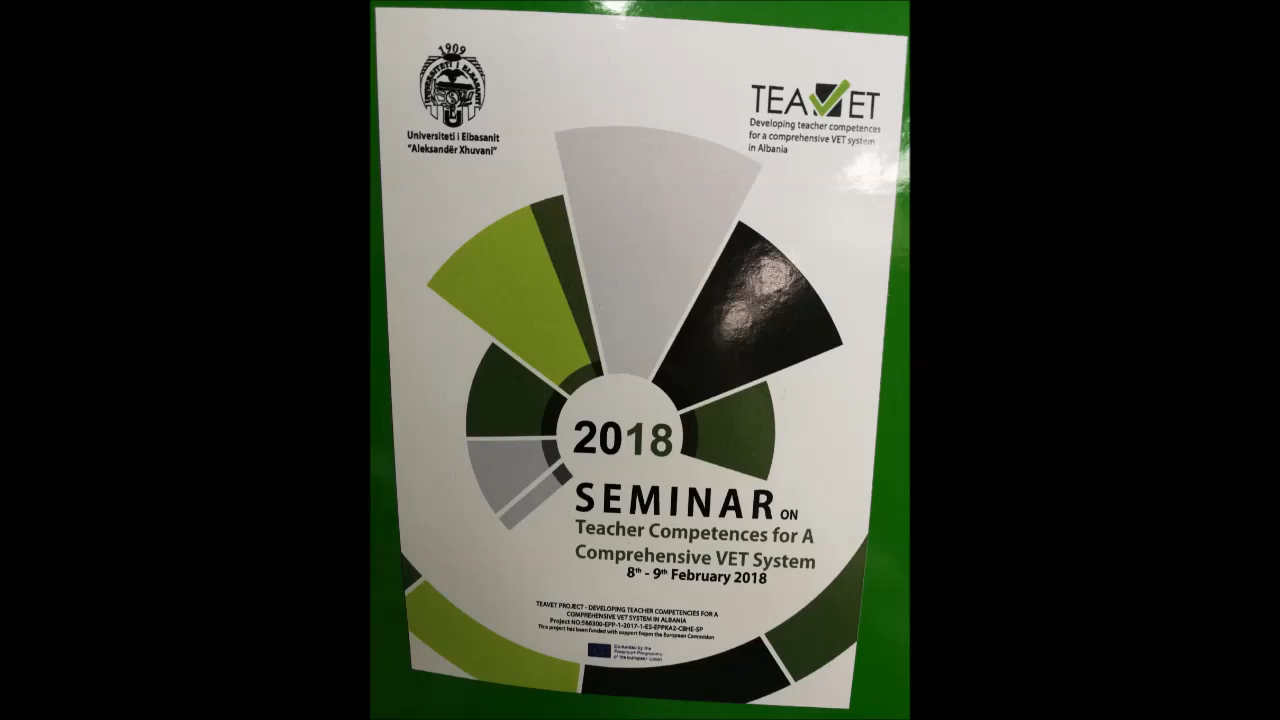 1909
UNIVERSITETI I ELBASANIT
Universiteti i Elbasanit
"Aleksandër Xhuvani"
TEAVET
Developing teacher competences
for a comprehensive VET system
in Albania
2018
SEMINAR ON
Teacher Competences for A
Comprehensive VET System
8th - 9th February 2018
TEAVET PROJECT - DEVELOPING TEACHER COMPETENCIES FOR A
COMPREHENSIVE VET SYSTEM IN ALBANIA
Project NO:586300-EPP-1-2017-1-ES-EPPKA2-CBHE-SP
This project has been funded with support from the European Commission
Co-funded by the
Erasmus+ Programme
of the European Union